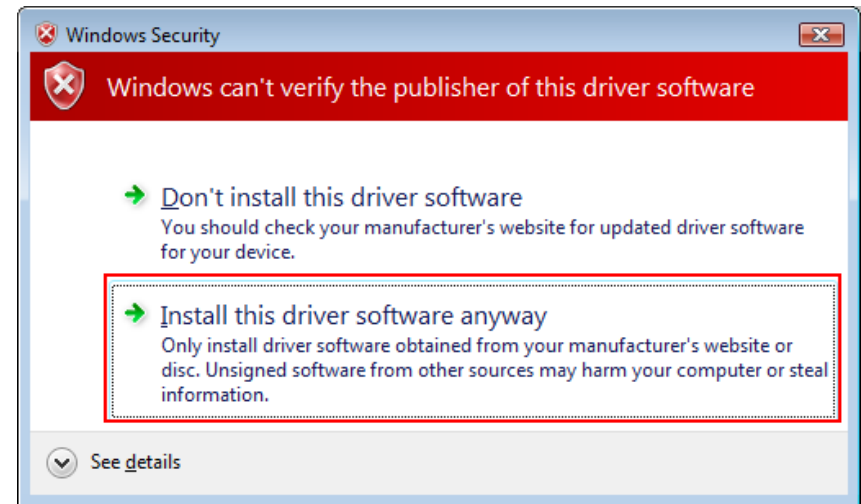 Windows Security
Windows can't verify the publisher of this driver software
Don't install this driver software
You should check your manufacturer's website for updated driver software
for your device.
Install this driver software anyway
Only install driver software obtained from your manufacturer's website or
disc. Unsigned software from other sources may harm your computer or steal
information.
See details